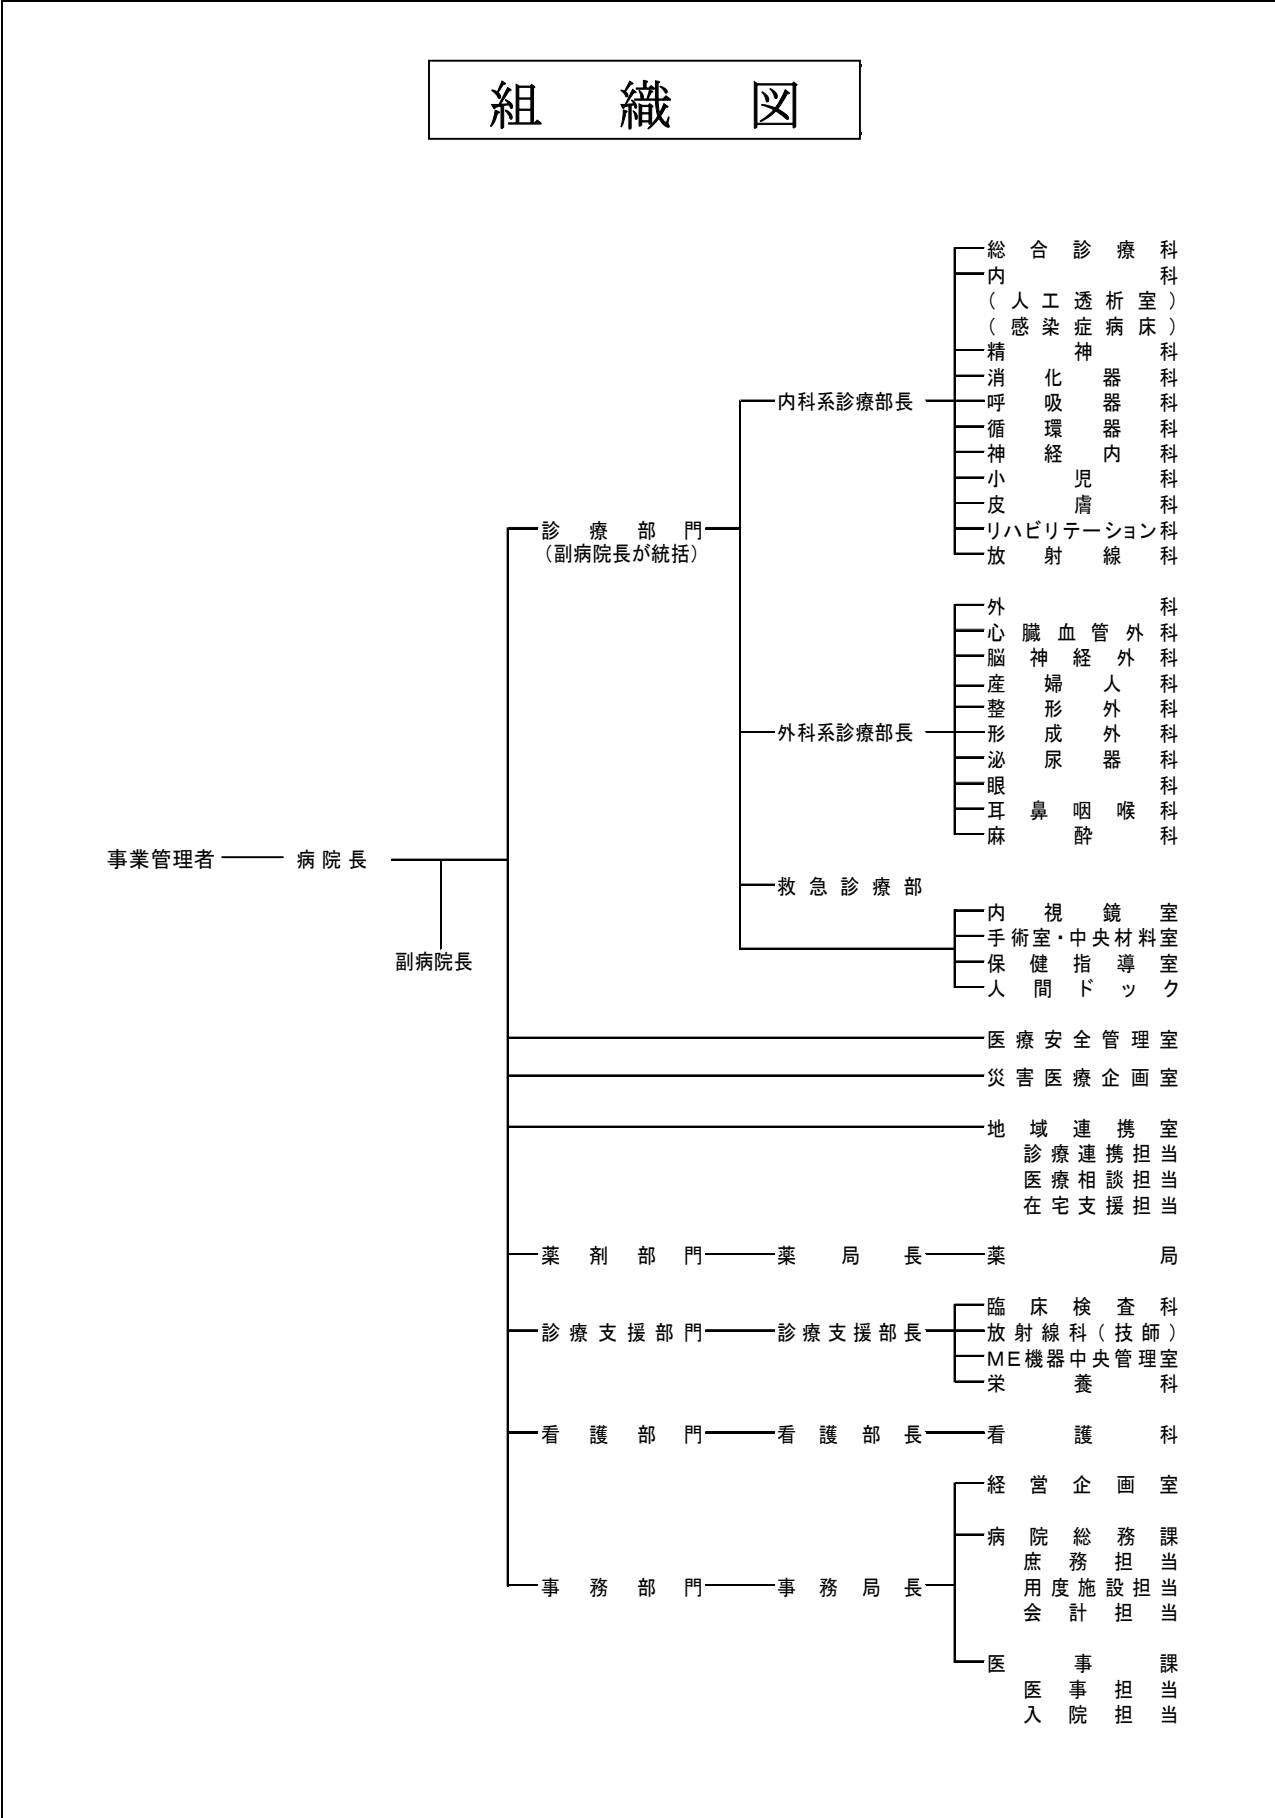 組織図
総合診療科
内科
(人工透析室)
(感染症病床)
精神科
消化器科
内科系診療部長
呼吸器科
循環器科
神経内科
小児科
皮膚科
診療部門
リハビリテーション科
(副病院長が統括)
放射線科
外科
心臓血管外科
脳神経外科
産婦人科
整形外科
外科系診療部長
形成外科
泌尿器科
眼科
耳鼻咽喉科
麻酔科
事業管理者
病院長
救急診療部
内視鏡室
手術室・中央材料室
副病院長
保健指導室
人間ドック
医療安全管理室
災害医療企画室
地域連携室
診療連携担当
医療相談担当
在宅支援担当
薬剤部門
薬局長
薬局
臨床検査科
診療支援部門
診療支援部長
放射線科(技師)
ME機器中央管理室
栄養科
看護部門
看護部長
看護科
経営企画室
病院総務課
庶務担当
事務部門
事務局長
用度施設担当
会計担当
医事課
医事担当
入院担当